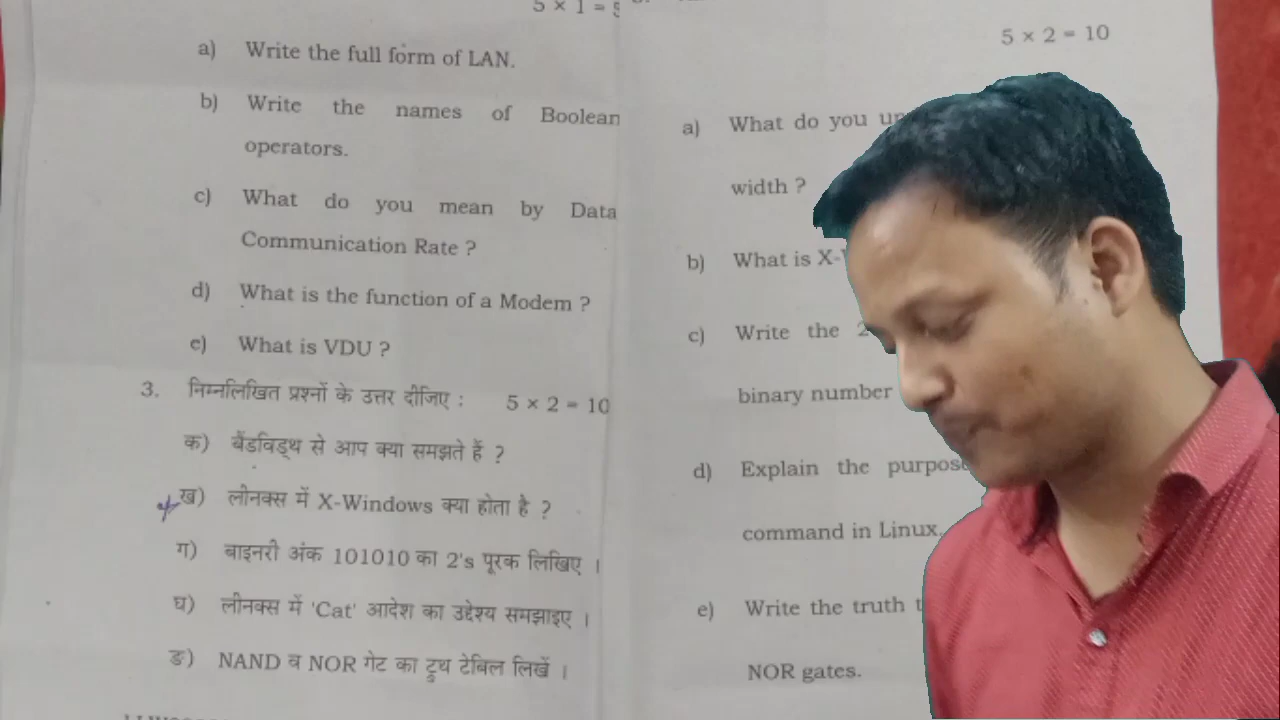 5 × 1 =
a) Write the full form of LAN.
b) Write the names of Boolean
operators.
c) What do you mean by Data
Communication Rate ?
d) What is the function of a Modem ?
e) What is VDU ?
3. निम्नलिखित प्रश्नों के उत्तर दीजिए : 5 × 2 = 10
क) बैंडविड्थ से आप क्या समझते हैं ?
ख) लीनक्स में X-Windows क्या होता है ?
ग) बाइनरी अंक 101010 का 2's पूरक लिखिए ।
घ) लीनक्स में 'Cat' आदेश का उद्देश्य समझाइए ।
ङ) NAND व NOR गेट का ट्रुथ टेबिल लिखें ।
5 × 2 = 10
a) What do you
width ?
b) What is X-
c) Write the 2
binary number
d) Explain the purpose
command in Linux.
e) Write the truth
NOR gates.